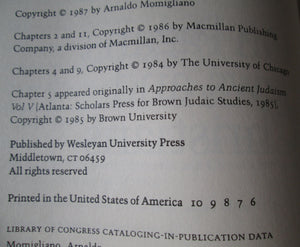 Copyright © 1987 by Arnaldo Momigliano
Chapters 2 and 11, Copyright © 1986 by Macmillan Publishing
Company, a division of Macmillan, Inc.
Chapters 4 and 9, Copyright © 1984 by The University of Chicago
Chapter 5 appeared originally in Approaches to Ancient Judaism
Vol V [Atlanta: Scholars Press for Brown Judaic Studies, 1985].
Copyright © 1985 by Brown University
Published by Wesleyan University Press
Middletown, CT 06459
All rights reserved
Printed in the United States of America 10 9 8 7 6
LIBRARY OF CONGRESS CATALOGING-IN-PUBLICATION DATA
Momigliano, Arnaldo